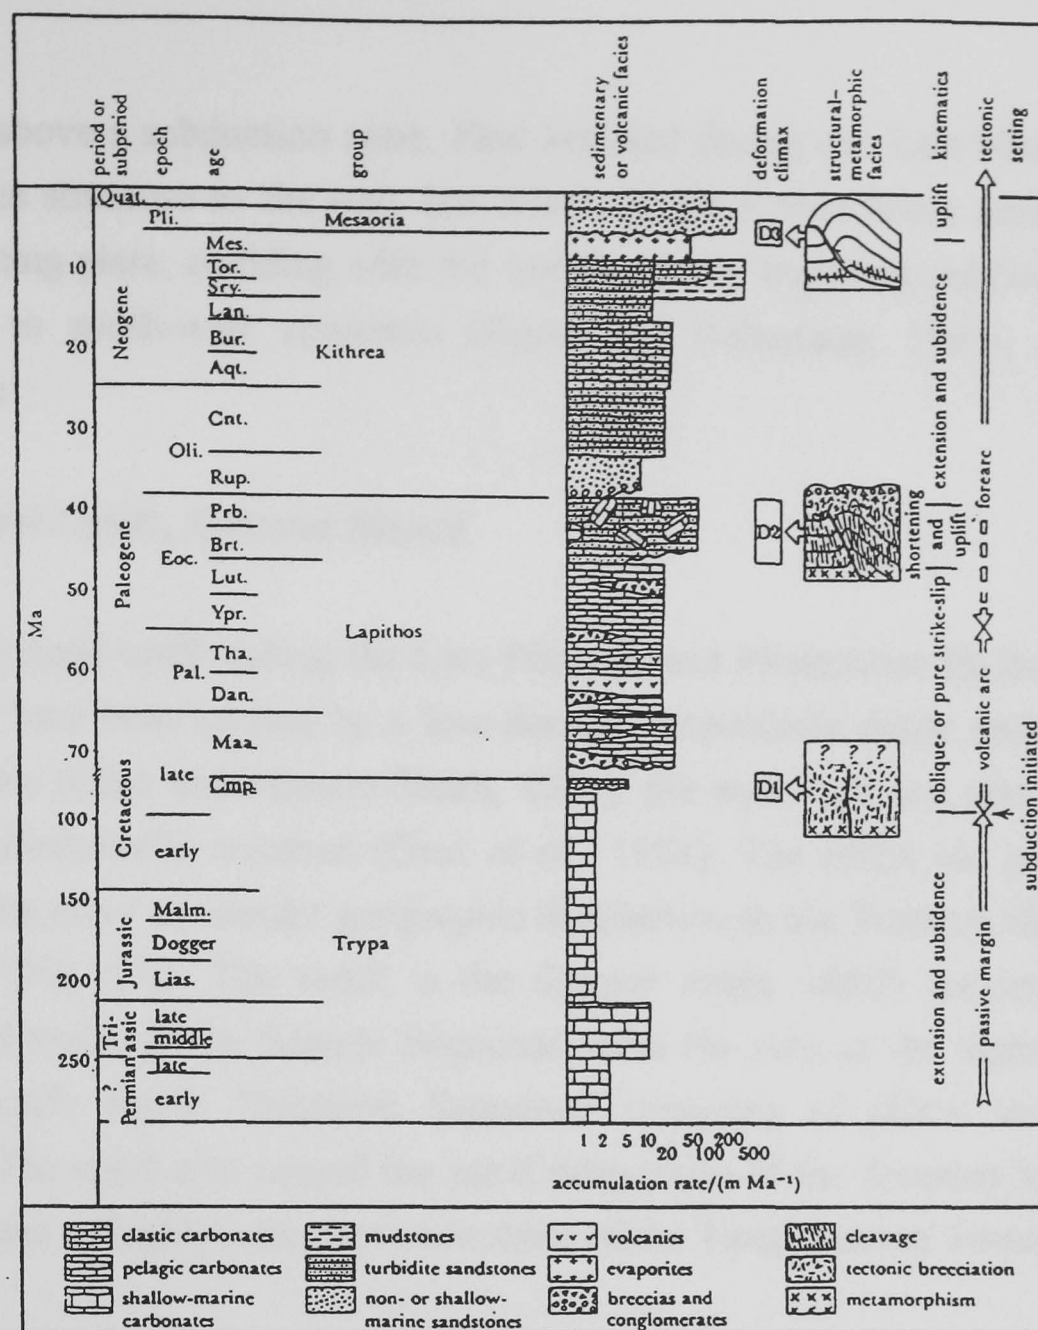 period or subperiod
epoch
age
group
sedimentary or volcanic facies
deformation climax
structural–metamorphic facies
kinematics
tectonic setting
Ma
10
20
30
40
50
60
70
100
150
200
250
Quat.
Neogene
Paleogene
Cretaceous
Jurassic
Tri-
assic
Permian
?
Pli.
Oli.
Eoc.
Pal.
late
early
Malm.
Dogger
Lias.
late
middle
late
early
Mes.
Tor.
Sry.
Lan.
Bur.
Aqt.
Cnt.
Rup.
Prb.
Brt.
Lut.
Ypr.
Tha.
Dan.
Maa.
Cmp.
Mesaoria
Kithrea
Lapithos
Trypa
D3
D2
D1
? ?
uplift
extension and subsidence
shortening and uplift
oblique or pure strike-slip
extension and subsidence
forearc
volcanic arc
passive margin
subduction initiated
1 2 5 10 50 200
20 100 500
accumulation rate/(m Ma⁻¹)
clastic carbonates
pelagic carbonates
shallow-marine carbonates
mudstones
turbidite sandstones
non- or shallow-marine sandstones
volcanics
evaporites
breccias and conglomerates
cleavage
tectonic brecciation
metamorphism